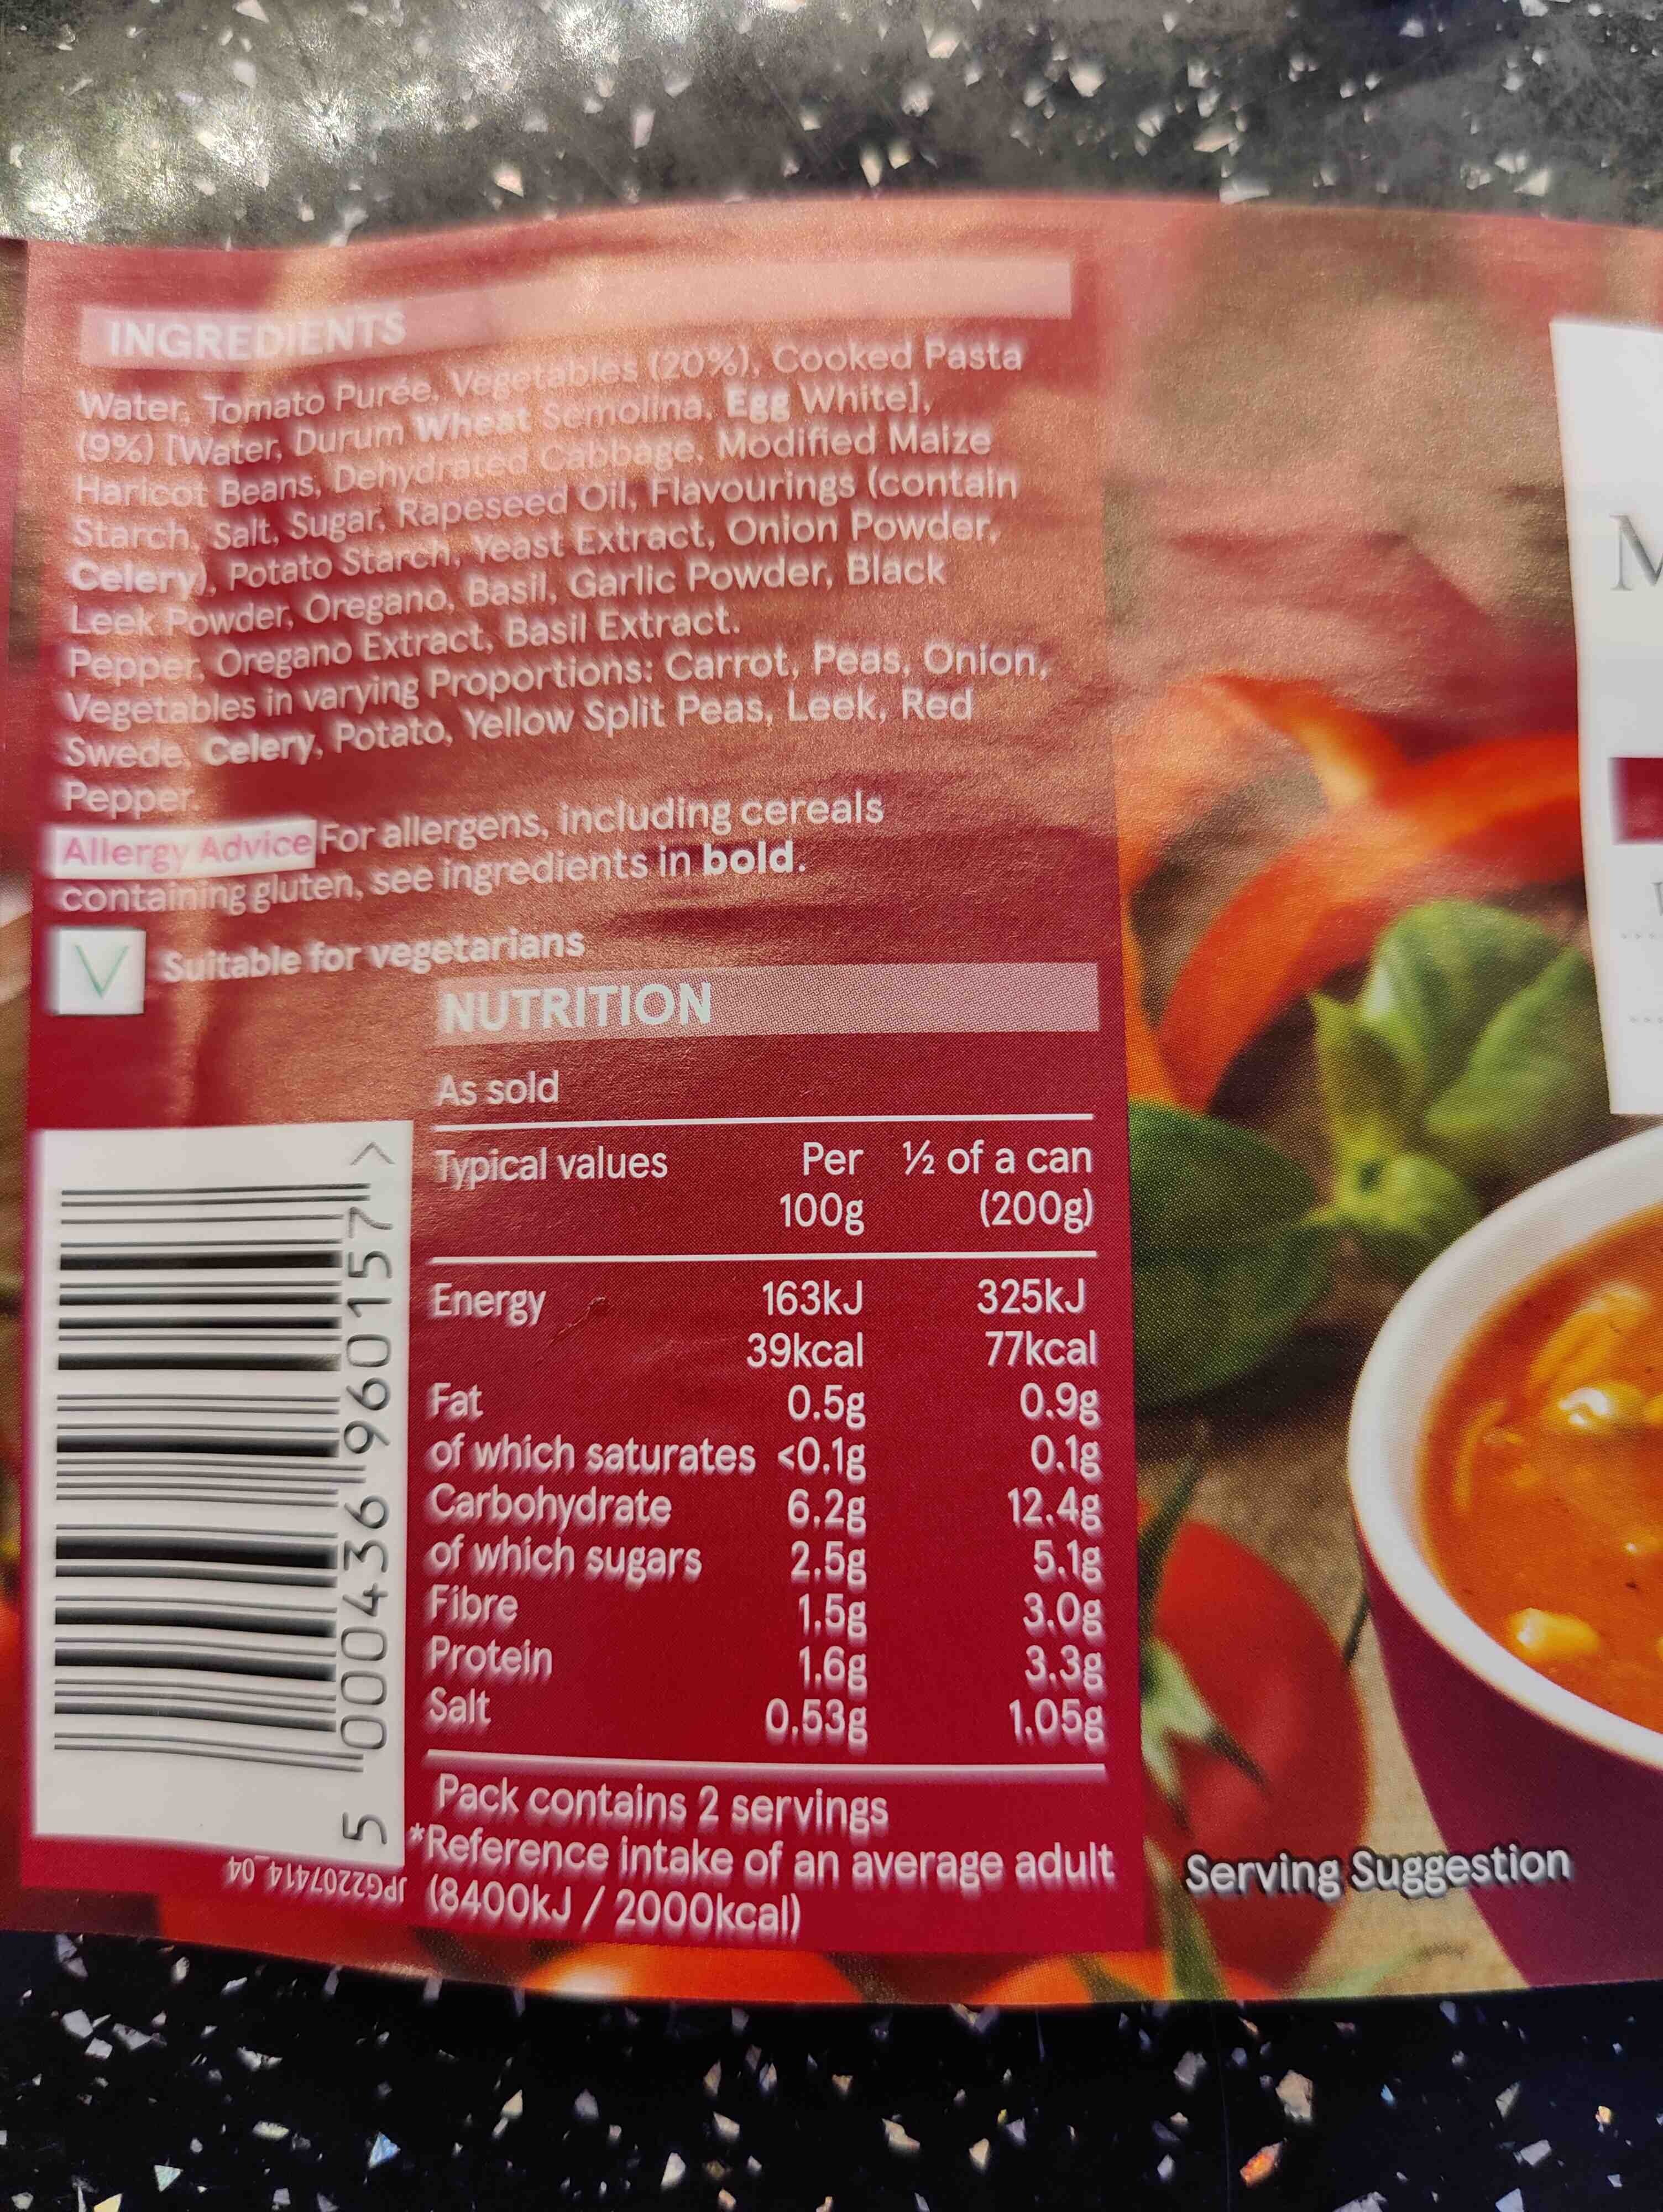 INGREDIENTS
Water, Tomato Purée, Vegetables (20%), Cooked Pasta
(9%) [Water, Durum Wheat Semolina, Egg White],
Haricot Beans, Dehydrated Cabbage, Modified Maize
Starch, Salt, Sugar, Rapeseed Oil, Flavourings (contain
Celery), Potato Starch, Yeast Extract, Onion Powder,
Leek Powder, Oregano, Basil, Garlic Powder, Black
Pepper, Oregano Extract, Basil Extract.
Vegetables in varying Proportions: Carrot, Peas, Onion,
Swede, Celery, Potato, Yellow Split Peas, Leek, Red
Pepper.
Allergy Advice For allergens, including cereals
containing gluten, see ingredients in bold.
V Suitable for vegetarians
NUTRITION
As sold
Typical values Per ½ of a can
100g (200g)
Energy 163kJ 325kJ
39kcal 77kcal
Fat 0.5g 0.9g
of which saturates <0.1g 0.1g
Carbohydrate 6.2g 12.4g
of which sugars 2.5g 5.1g
Fibre 1.5g 3.0g
Protein 1.6g 3.3g
Salt 0.53g 1.05g
Pack contains 2 servings
*Reference intake of an average adult
(8400kJ / 2000kcal)
5 000436 960157 >
JPG2207414_04
Serving Suggestion
M